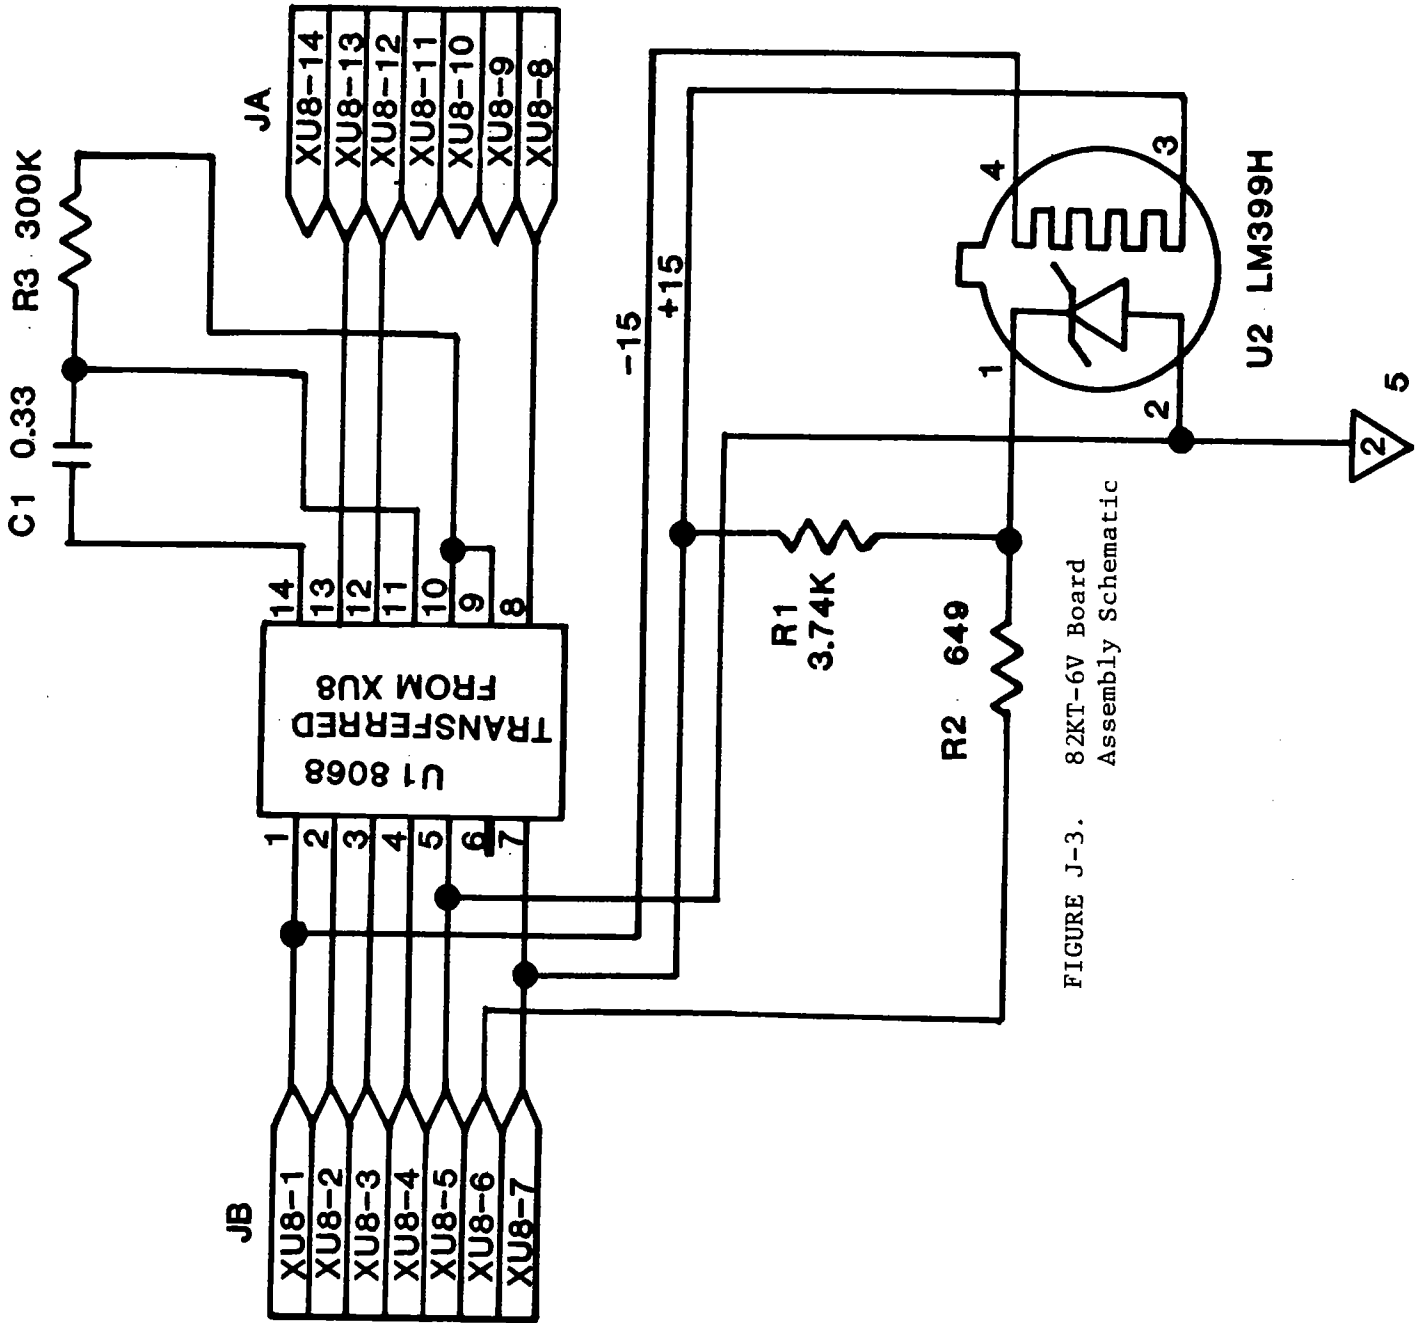 C1 0.33
R3 300K
JB
JA
XU8-1
XU8-2
XU8-3
XU8-4
XU8-5
XU8-6
XU8-7
1
2
3
4
5
6
7
U1 8068
TRANSFERRED
FROM XU8
14
13
12
11
10
9
8
XU8-14
XU8-13
XU8-12
XU8-11
XU8-10
XU8-9
XU8-8
-15
+15
R1
3.74K
R2 649
1
2
4
3
U2 LM399H
2
5
FIGURE J-3. 82KT-6V Board
Assembly Schematic